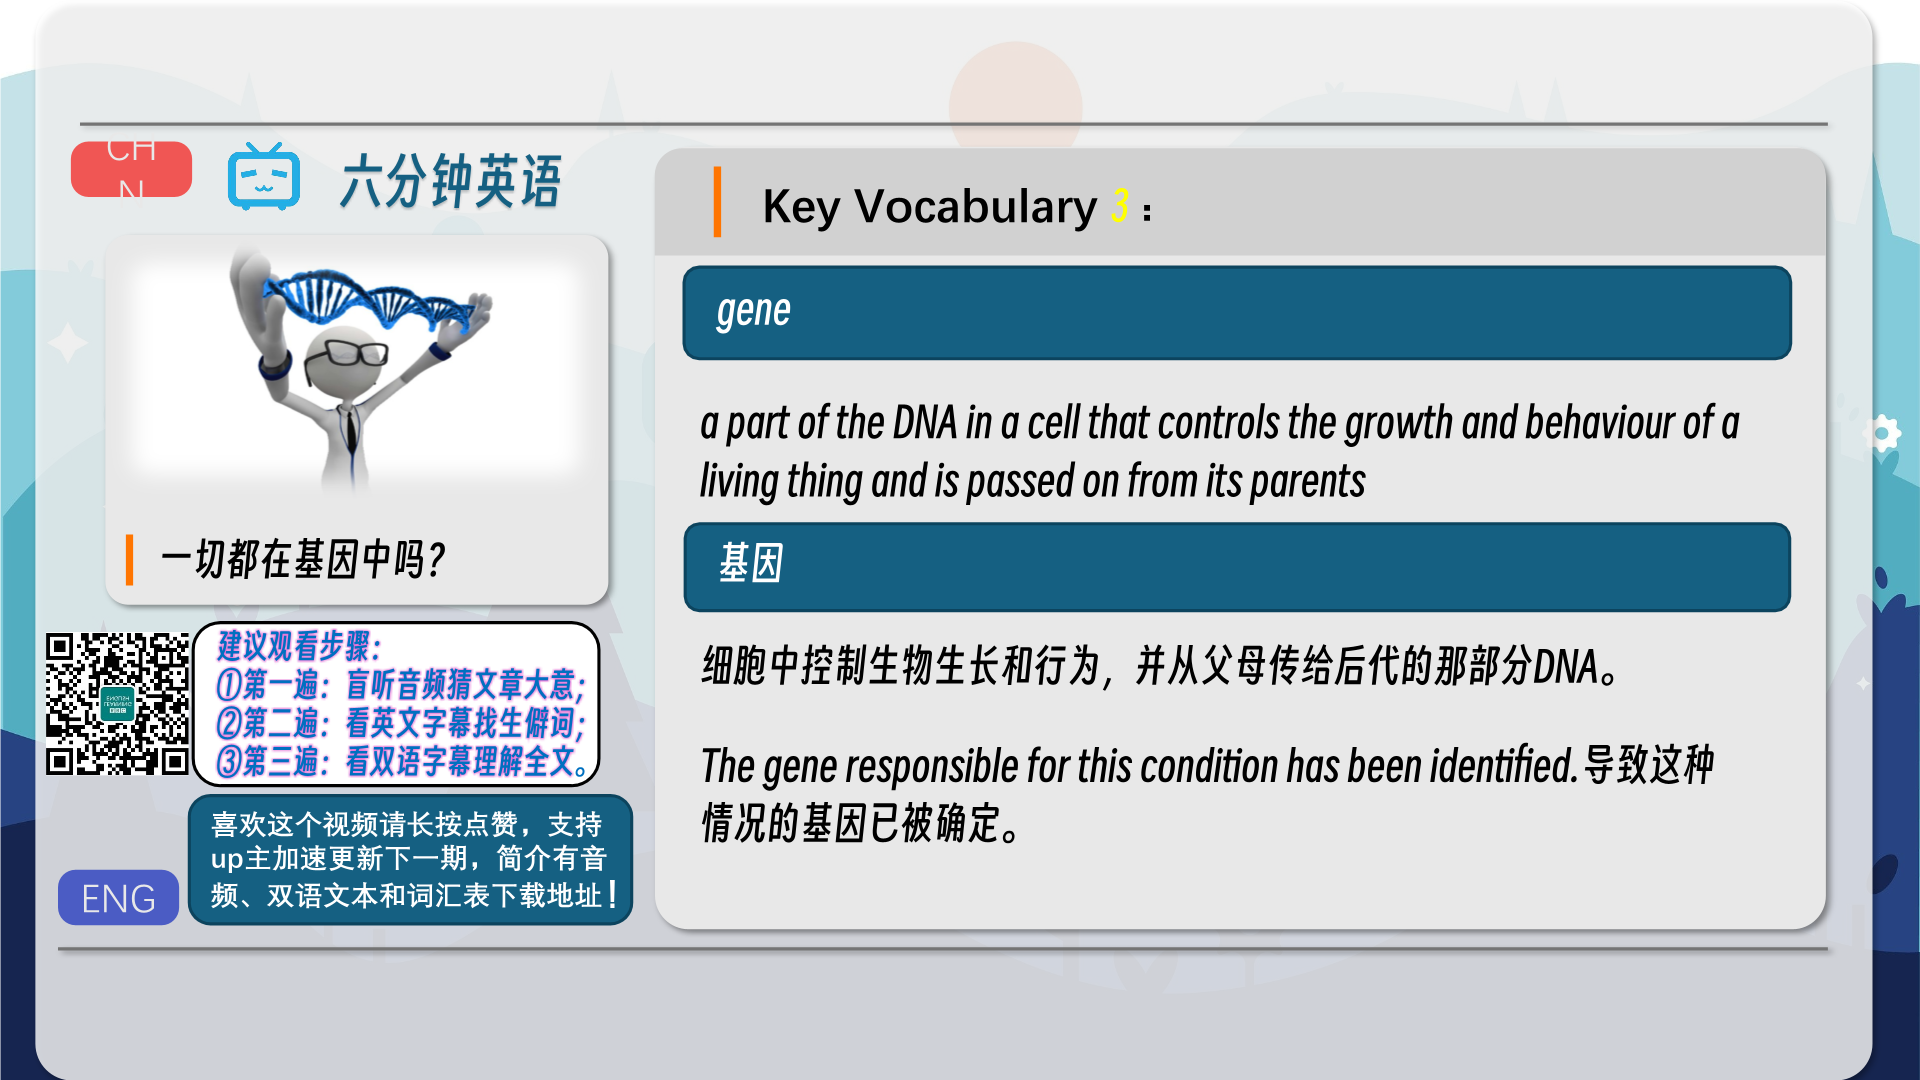 CH
N
六分钟英语
一切都在基因中吗？
建议观看步骤：
①第一遍：盲听音频猜文章大意；
②第二遍：看英文字幕找生僻词；
③第三遍：看双语字幕理解全文。
喜欢这个视频请长按点赞，支持
up主加速更新下一期，简介有音
频、双语文本和词汇表下载地址！
ENG
Key Vocabulary 3：
gene
a part of the DNA in a cell that controls the growth and behaviour of a
living thing and is passed on from its parents
基因
细胞中控制生物生长和行为，并从父母传给后代的那部分DNA。
The gene responsible for this condition has been identified.导致这种
情况的基因已被确定。